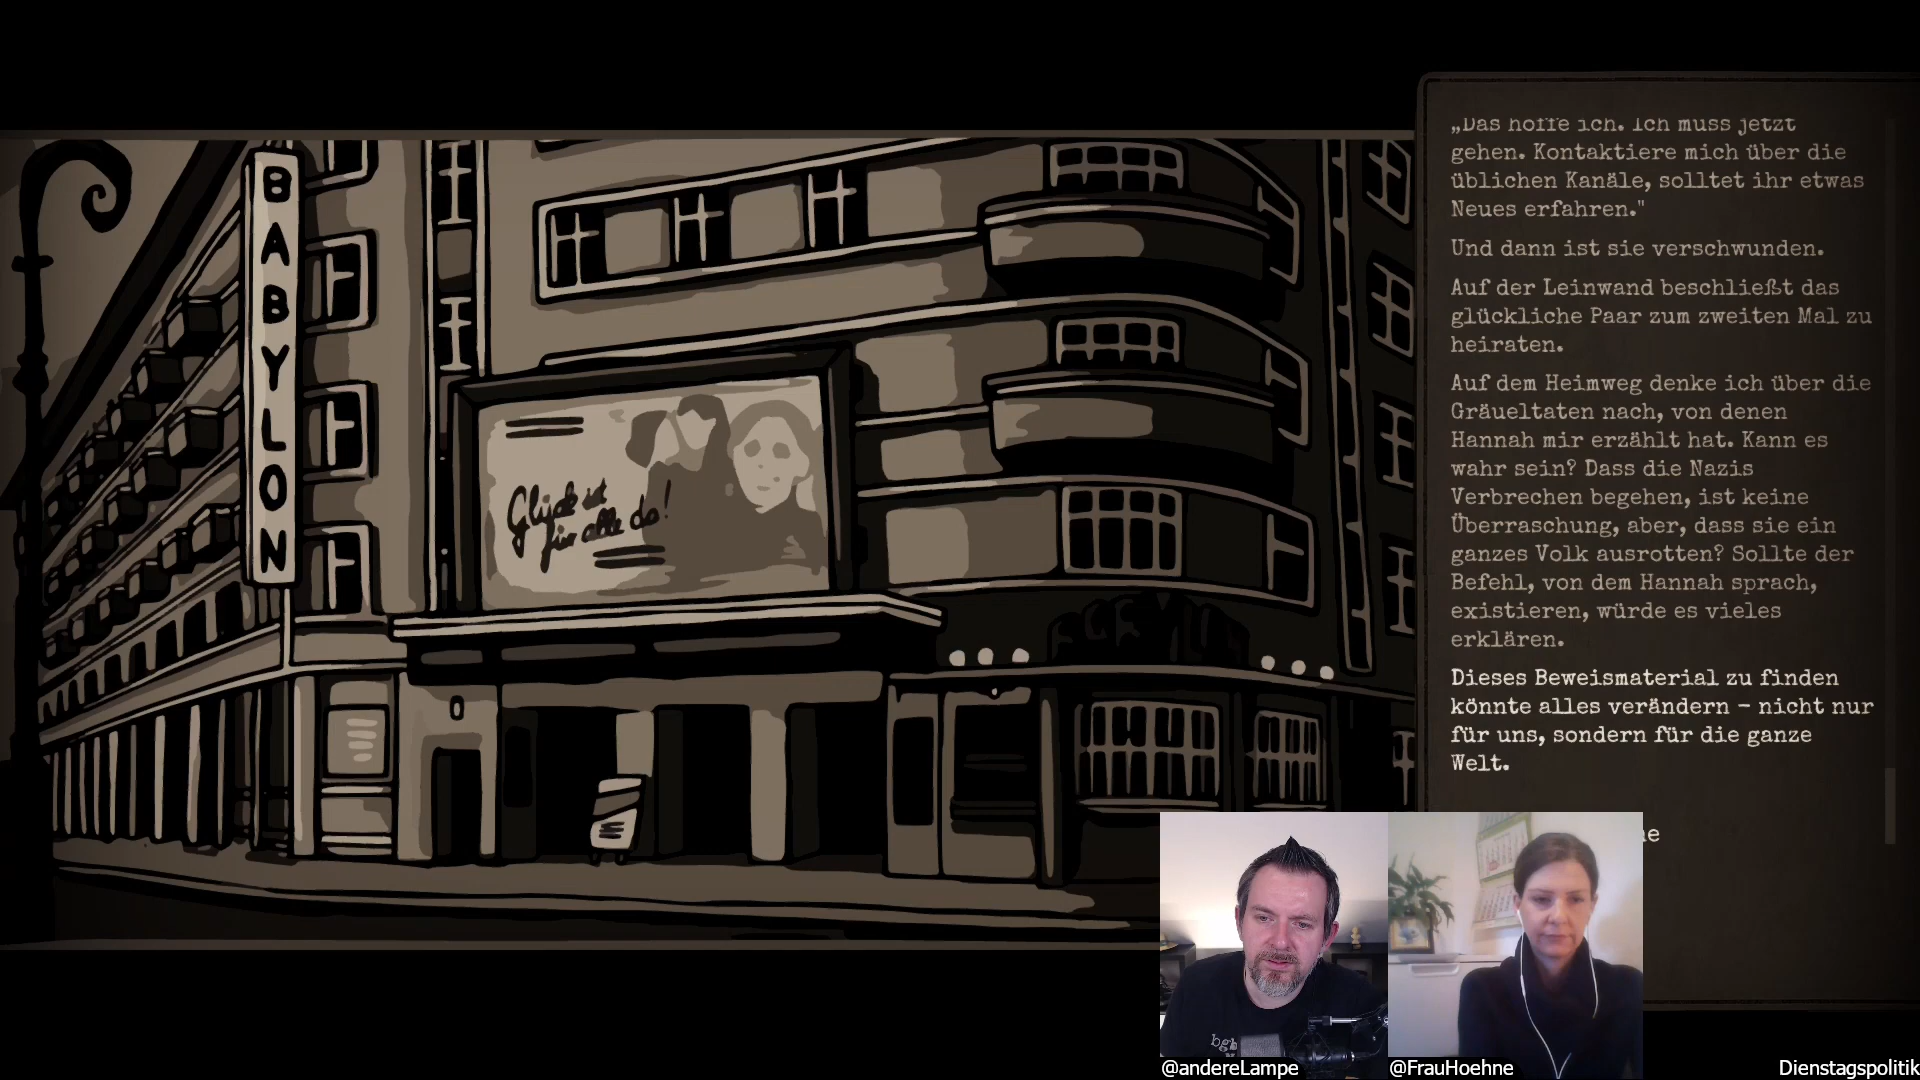 BABYLON
Glück ist
für alle da!
„Das hoffe ich. Ich muss jetzt
gehen. Kontaktiere mich über die
üblichen Kanäle, solltet ihr etwas
Neues erfahren."
Und dann ist sie verschwunden.
Auf der Leinwand beschließt das
glückliche Paar zum zweiten Mal zu
heiraten.
Auf dem Heimweg denke ich über die
Gräueltaten nach, von denen
Hannah mir erzählt hat. Kann es
wahr sein? Dass die Nazis
Verbrechen begehen, ist keine
Überraschung, aber, dass sie ein
ganzes Volk ausrotten? Sollte der
Befehl, von dem Hannah sprach,
existieren, würde es vieles
erklären.
Dieses Beweismaterial zu finden
könnte alles verändern – nicht nur
für uns, sondern für die ganze
Welt.
@andereLampe
@FrauHoehne
Dienstagspolitik